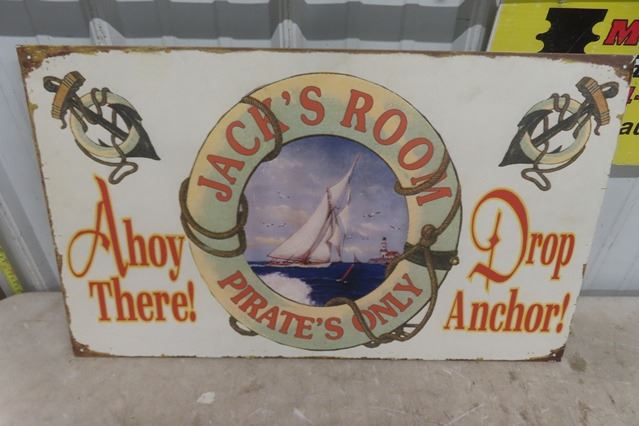 JACK'S ROOM
Ahoy
There!
Drop
Anchor!
PIRATE'S ONLY